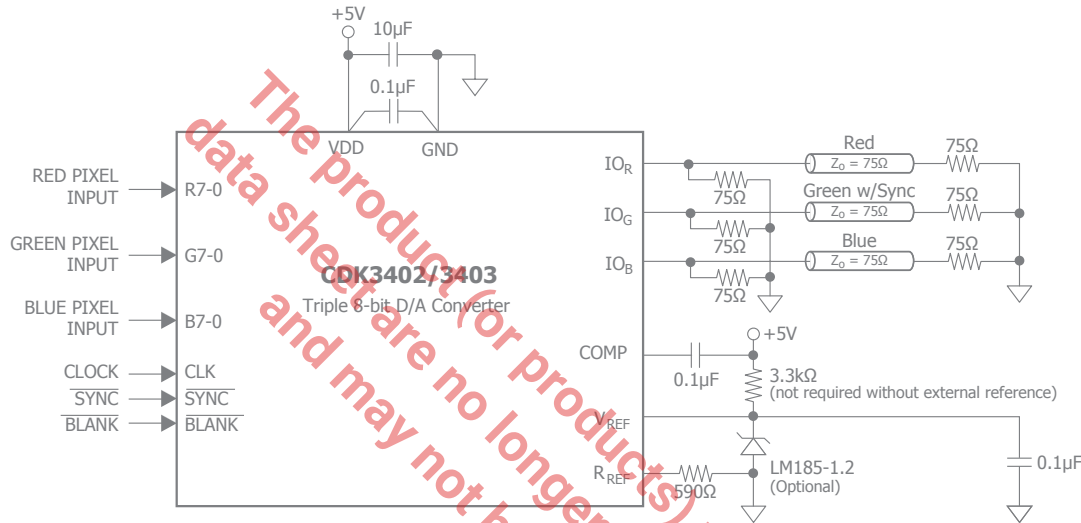 +5V
10µF
0.1µF
VDD
GND
RED PIXEL
INPUT
R7-0
GREEN PIXEL
INPUT
G7-0
BLUE PIXEL
INPUT
B7-0
CLOCK
CLK
SYNC
SYNC
BLANK
BLANK
CDK3402/3403
Triple 8-bit D/A Converter
IOR
75Ω
Red
Zo = 75Ω
75Ω
IOG
75Ω
Green w/Sync
Zo = 75Ω
75Ω
IOB
75Ω
Blue
Zo = 75Ω
75Ω
COMP
0.1µF
+5V
3.3kΩ
(not required without external reference)
VREF
LM185-1.2
(Optional)
RREF
590Ω
0.1µF
The product (or products)
data sheet are no longer
and may not b